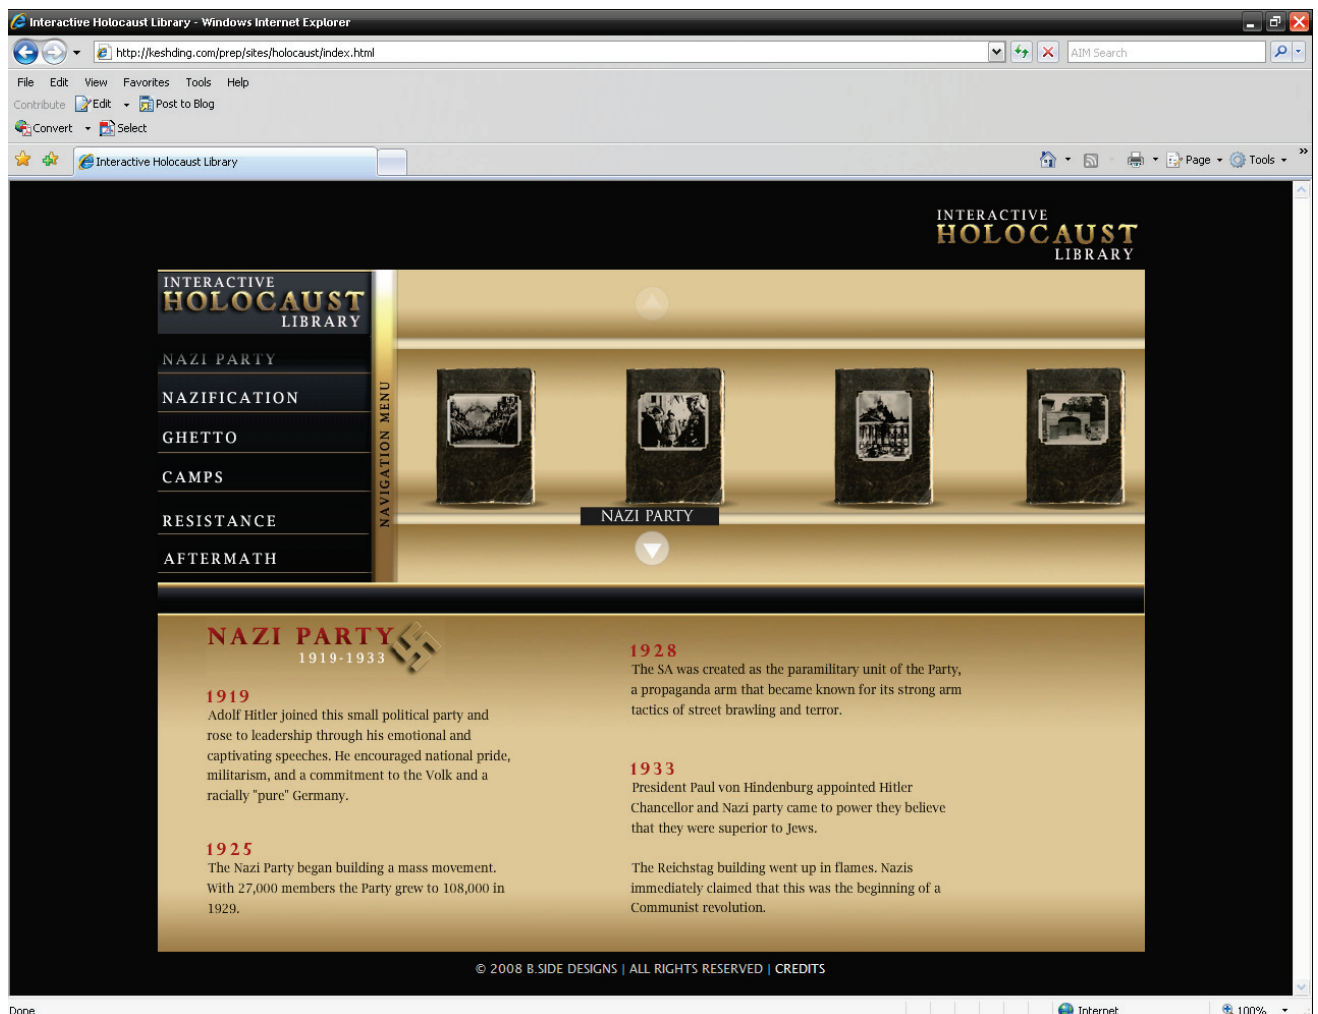 Interactive Holocaust Library - Windows Internet Explorer
http://keshding.com/prep/sites/holocaust/index.html
AIM Search
File Edit View Favorites Tools Help
Contribute Edit Post to Blog
Convert Select
Interactive Holocaust Library
Page Tools »
INTERACTIVE
HOLOCAUST
LIBRARY
INTERACTIVE
HOLOCAUST
LIBRARY
NAZI PARTY
NAZIFICATION
GHETTO
CAMPS
RESISTANCE
AFTERMATH
NAVIGATION MENU
NAZI PARTY
NAZI PARTY
1919-1933
1919
Adolf Hitler joined this small political party and
rose to leadership through his emotional and
captivating speeches. He encouraged national pride,
militarism, and a commitment to the Volk and a
racially "pure" Germany.
1925
The Nazi Party began building a mass movement.
With 27,000 members the Party grew to 108,000 in
1929.
1928
The SA was created as the paramilitary unit of the Party,
a propaganda arm that became known for its strong arm
tactics of street brawling and terror.
1933
President Paul von Hindenburg appointed Hitler
Chancellor and Nazi party came to power they believe
that they were superior to Jews.
The Reichstag building went up in flames. Nazis
immediately claimed that this was the beginning of a
Communist revolution.
© 2008 B.SIDE DESIGNS | ALL RIGHTS RESERVED | CREDITS
Done Internet 100%